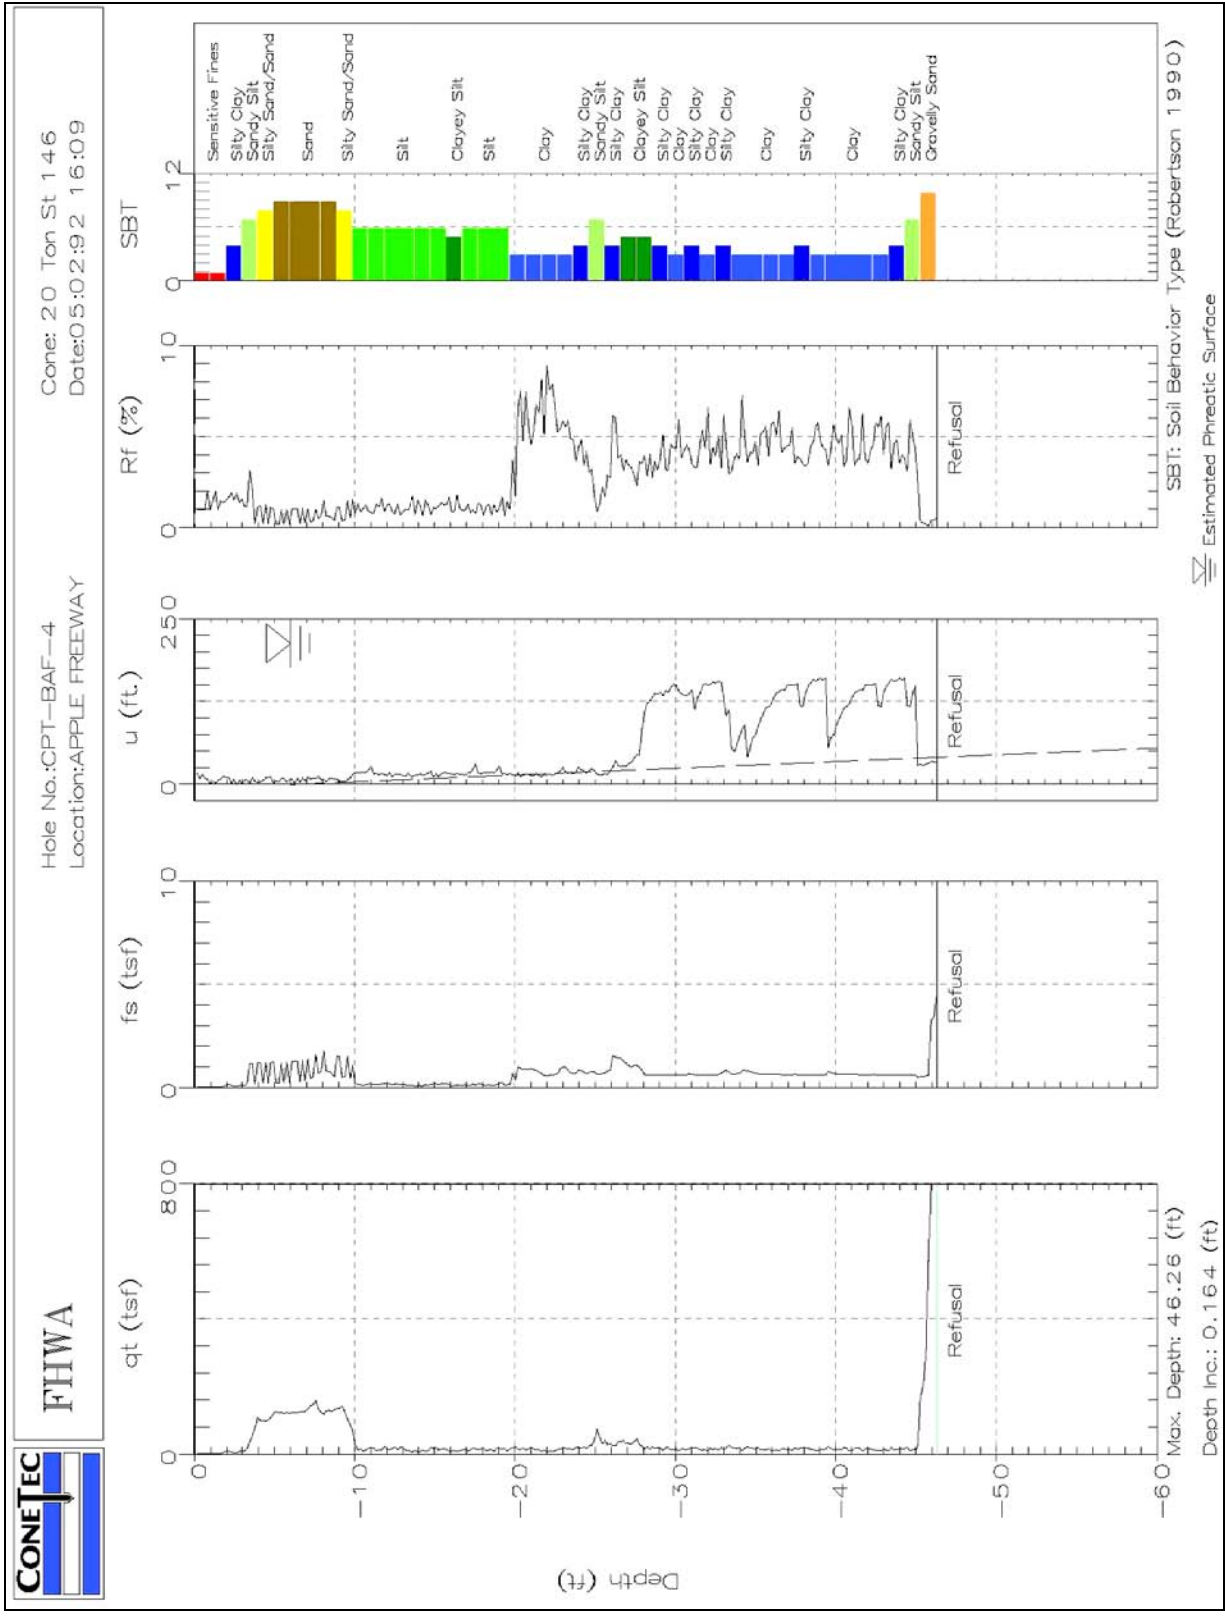 CONETEC
FHWA
Hole No.:CPT-BAF-4
Location:APPLE FREEWAY
Cone: 20 Ton St 146
Date:05:02:92 16:09
qt (tsf)
fs (tsf)
u (ft.)
Rf (%)
SBT
0
800
0
10
0
250
0
10
0
12
Depth (ft)
0
-10
-20
-30
-40
-50
-60
Sensitive Fines
Silty Clay
Sandy Silt
Silty Sand/Sand
Sand
Silty Sand/Sand
Silt
Clayey Silt
Silt
Clay
Silty Clay
Sandy Silt
Silty Clay
Clayey Silt
Silty Clay
Clay
Silty Clay
Clay
Silty Clay
Clay
Silty Clay
Clay
Silty Clay
Sandy Silt
Gravelly Sand
Refusal
Refusal
Refusal
Refusal
Max. Depth: 46.26 (ft)
Depth Inc.: 0.164 (ft)
SBT: Soil Behavior Type (Robertson 1990)
Estimated Phreatic Surface